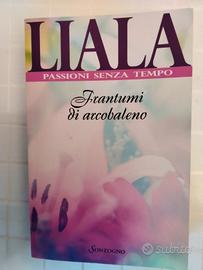 LIALA
PASSIONI SENZA TEMPO
Frantumi
di arcobaleno
SONZOGNO
Subito